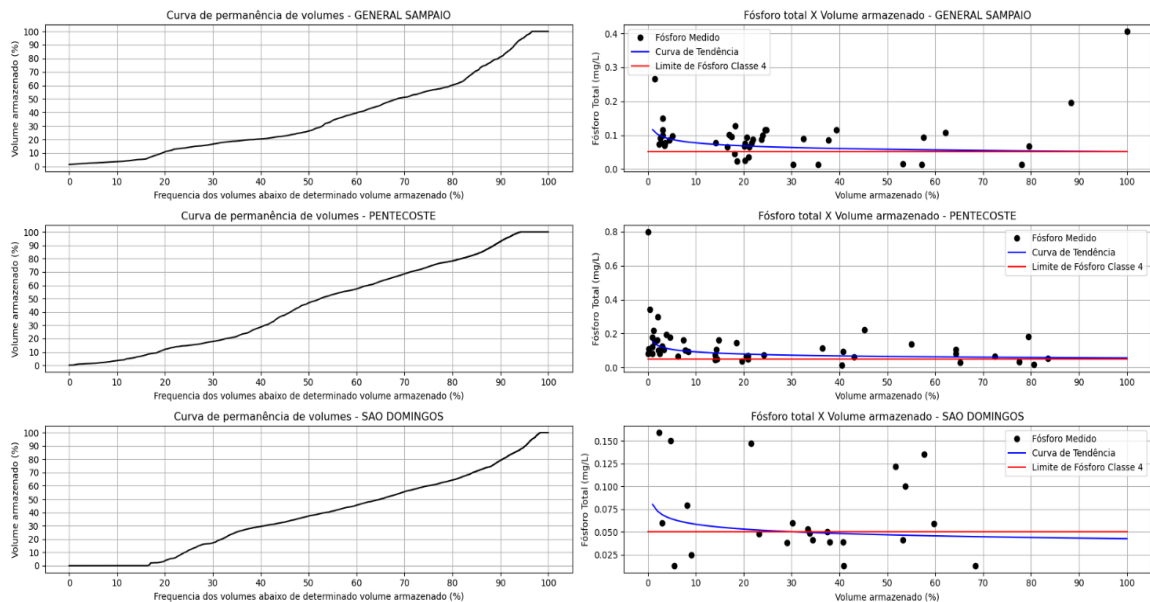 Curva de permanência de volumes - GENERAL SAMPAIO
Volume armazenado (%)
100
90
80
70
60
50
40
30
20
10
0
0 10 20 30 40 50 60 70 80 90 100
Frequencia dos volumes abaixo de determinado volume armazenado (%)
Fósforo total X Volume armazenado - GENERAL SAMPAIO
Fósforo Total (mg/L)
0.4
0.3
0.2
0.1
0.0
Fósforo Medido
Curva de Tendência
Limite de Fósforo Classe 4
0 10 20 30 40 50 60 70 80 90 100
Volume armazenado (%)
Curva de permanência de volumes - PENTECOSTE
Volume armazenado (%)
100
90
80
70
60
50
40
30
20
10
0
0 10 20 30 40 50 60 70 80 90 100
Frequencia dos volumes abaixo de determinado volume armazenado (%)
Fósforo total X Volume armazenado - PENTECOSTE
Fósforo Total (mg/L)
0.8
0.6
0.4
0.2
0.0
Fósforo Medido
Curva de Tendência
Limite de Fósforo Classe 4
0 10 20 30 40 50 60 70 80 90 100
Volume armazenado (%)
Curva de permanência de volumes - SAO DOMINGOS
Volume armazenado (%)
100
90
80
70
60
50
40
30
20
10
0
0 10 20 30 40 50 60 70 80 90 100
Frequencia dos volumes abaixo de determinado volume armazenado (%)
Fósforo total X Volume armazenado - SAO DOMINGOS
Fósforo Total (mg/L)
0.150
0.125
0.100
0.075
0.050
0.025
Fósforo Medido
Curva de Tendência
Limite de Fósforo Classe 4
0 10 20 30 40 50 60 70 80 90 100
Volume armazenado (%)